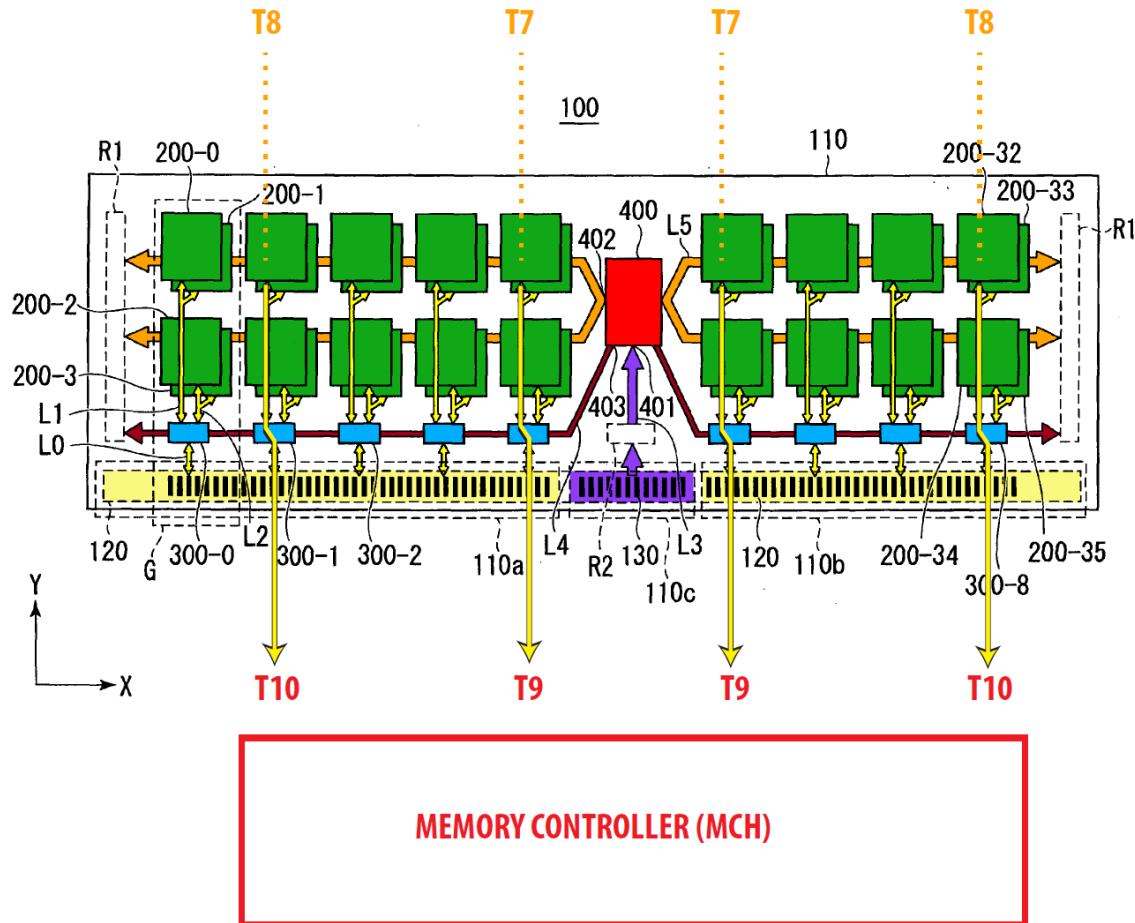 T8 T7 T7 T8
100
110
R1 200-0 200-32
200-1 400 L5 200-33
402 R1
200-2
200-3
L1 403 401
L0
120 G 300-0 L2 300-1 300-2 110a L4 R2 130 L3 110c 120 110b 200-34 200-35
300-8
Y
X
T10 T9 T9 T10
MEMORY CONTROLLER (MCH)